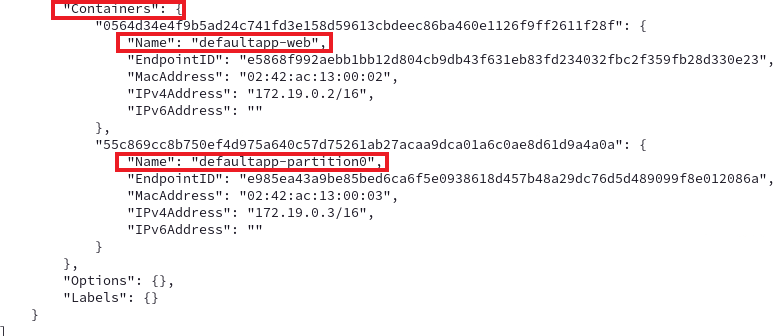 "Containers": {
"0564d34e4f9b5ad24c741fd3e158d59613cbdeec86ba460e1126f9ff2611f28f": {
"Name": "defaultapp-web",
"EndpointID": "e5868f992aebb1bb12d804cb9db43f631eb83fd234032fbc2f359fb28d330e23",
"MacAddress": "02:42:ac:13:00:02",
"IPv4Address": "172.19.0.2/16",
"IPv6Address": ""
},
"55c869cc8b750ef4d975a640c57d75261ab27acaa9dca01a6c0ae8d61d9a4a0a": {
"Name": "defaultapp-partition0",
"EndpointID": "e985ea43a9be85bed6ca6f5e0938618d457b48a29dc76d5d489099f8e012086a",
"MacAddress": "02:42:ac:13:00:03",
"IPv4Address": "172.19.0.3/16",
"IPv6Address": ""
}
},
"Options": {},
"Labels": {}
}
]